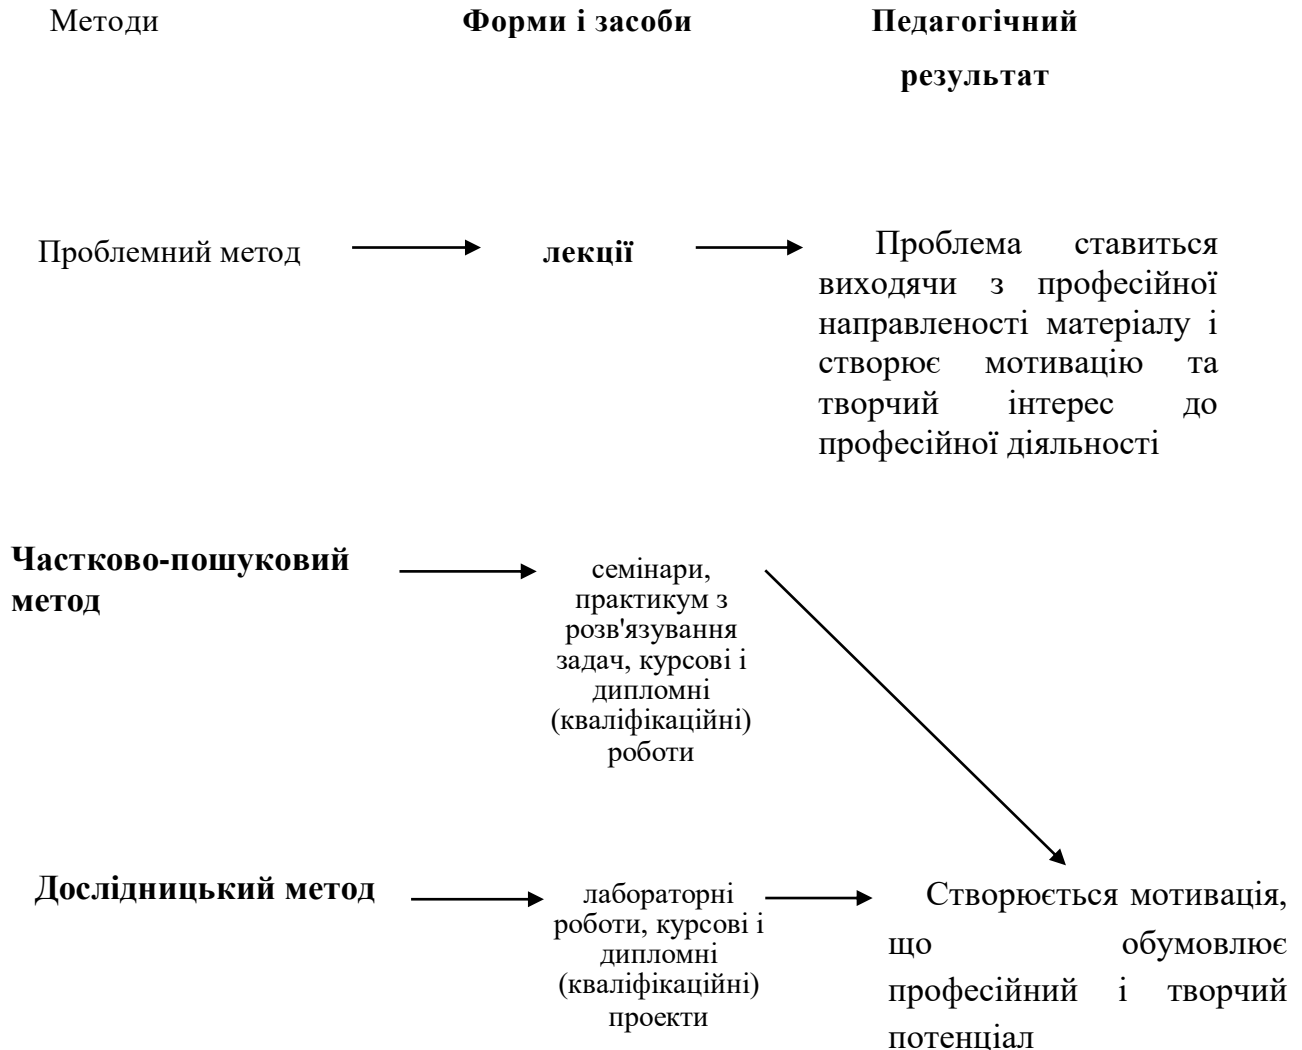 Методи
Форми і засоби
Педагогічний
результат
Проблемний метод
лекції
Проблема ставиться
виходячи з професійної
направленості матеріалу і
створює мотивацію та
творчий інтерес до
професійної діяльності
Частково-пошуковий
метод
семінари,
практикум з
розв'язування
задач, курсові і
дипломні
(кваліфікаційні)
роботи
Дослідницький метод
лабораторні
роботи, курсові і
дипломні
(кваліфікаційні)
проекти
Створюється мотивація,
що обумовлює
професійний і творчий
потенціал